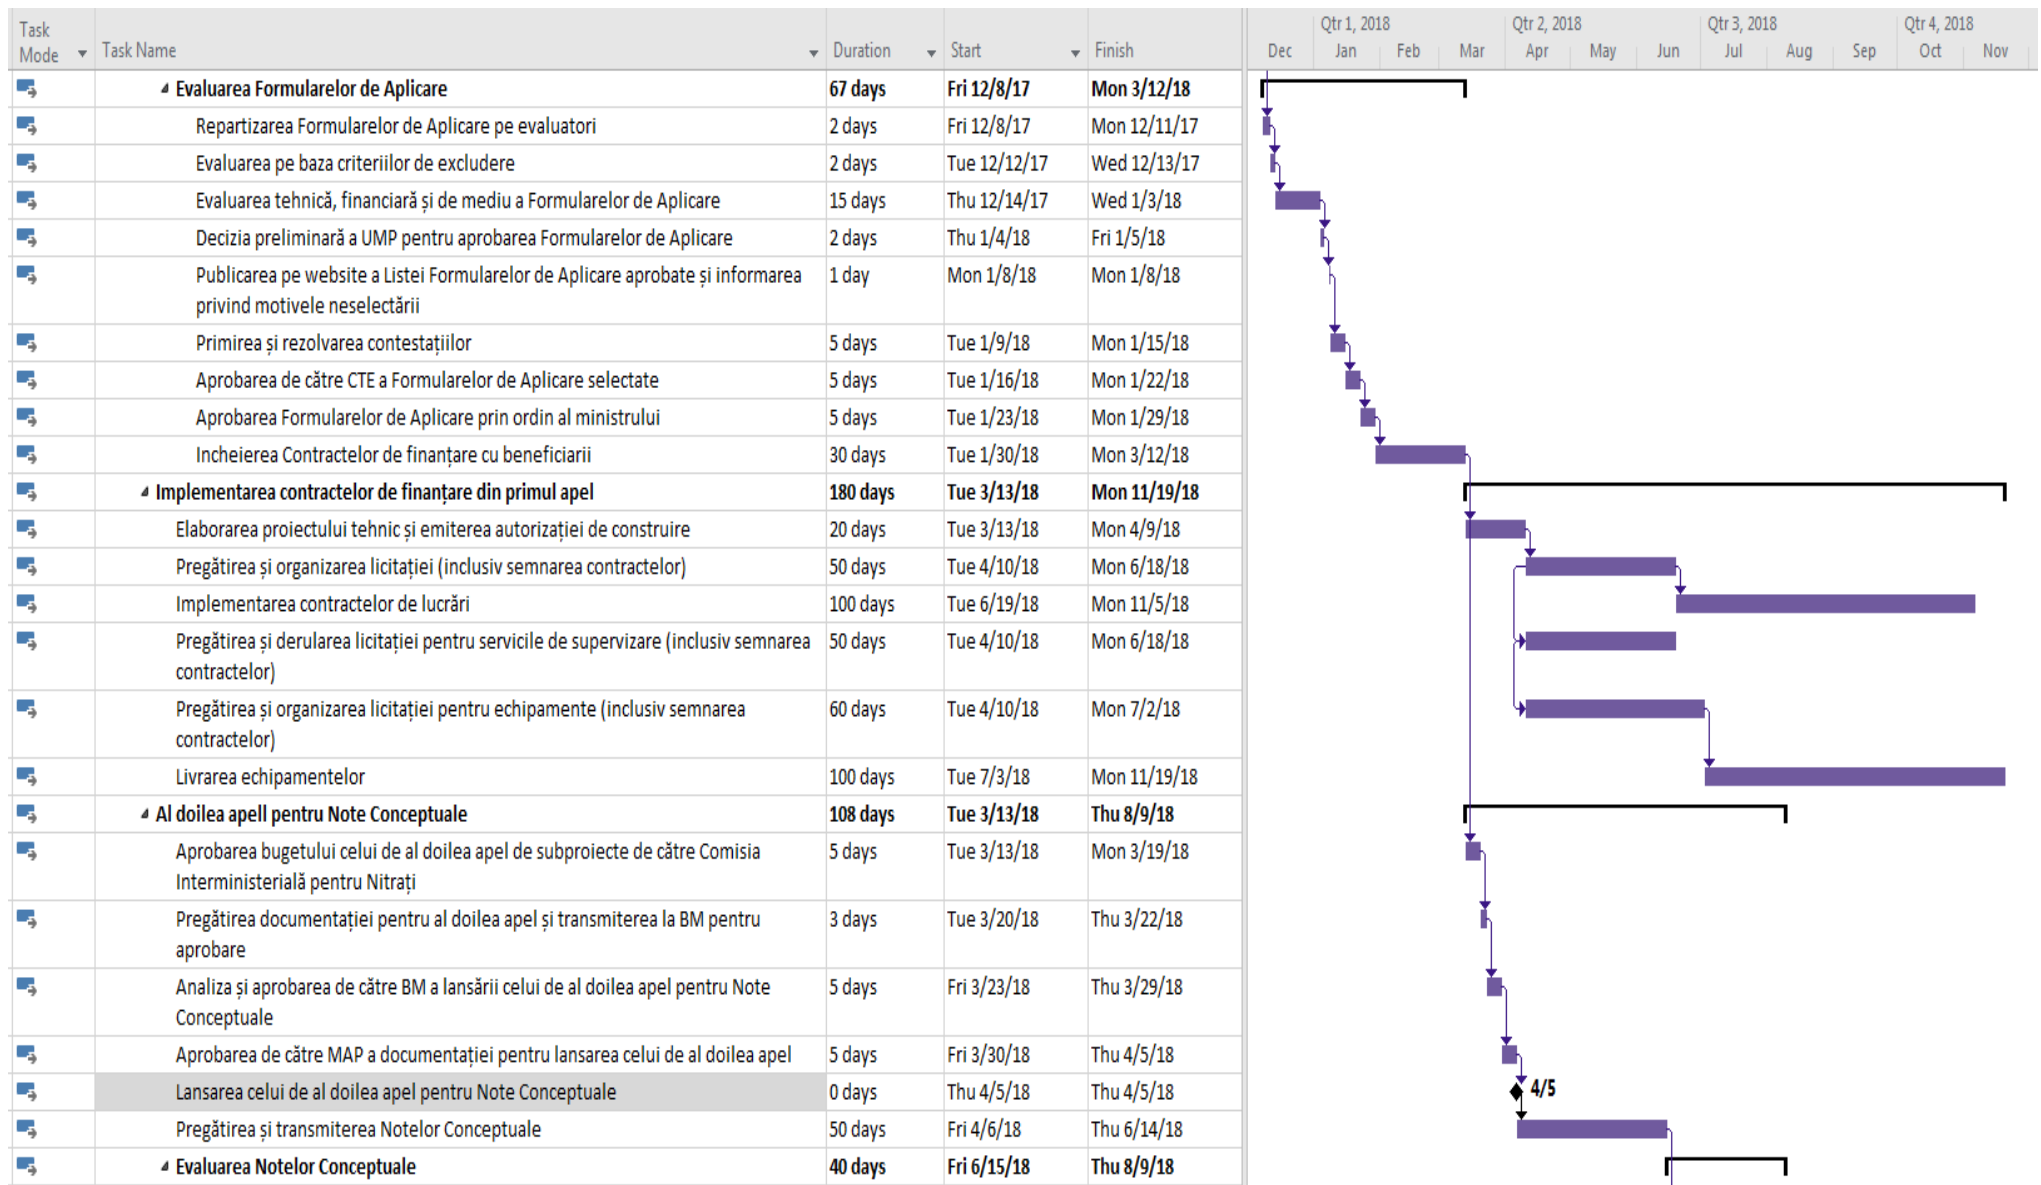 Task Mode Task Name Duration Start Finish
Qtr 1, 2018 Qtr 2, 2018 Qtr 3, 2018 Qtr 4, 2018
Dec Jan Feb Mar Apr May Jun Jul Aug Sep Oct Nov
Evaluarea Formularelor de Aplicare 67 days Fri 12/8/17 Mon 3/12/18
Repartizarea Formularelor de Aplicare pe evaluatori 2 days Fri 12/8/17 Mon 12/11/17
Evaluarea pe baza criteriilor de excludere 2 days Tue 12/12/17 Wed 12/13/17
Evaluarea tehnică, financiară și de mediu a Formularelor de Aplicare 15 days Thu 12/14/17 Wed 1/3/18
Decizia preliminară a UMP pentru aprobarea Formularelor de Aplicare 2 days Thu 1/4/18 Fri 1/5/18
Publicarea pe website a Listei Formularelor de Aplicare aprobate și informarea 1 day Mon 1/8/18 Mon 1/8/18
privind motivele neselectării
Primirea și rezolvarea contestațiilor 5 days Tue 1/9/18 Mon 1/15/18
Aprobarea de către CTE a Formularelor de Aplicare selectate 5 days Tue 1/16/18 Mon 1/22/18
Aprobarea Formularelor de Aplicare prin ordin al ministrului 5 days Tue 1/23/18 Mon 1/29/18
Incheierea Contractelor de finanțare cu beneficiarii 30 days Tue 1/30/18 Mon 3/12/18
Implementarea contractelor de finanțare din primul apel 180 days Tue 3/13/18 Mon 11/19/18
Elaborarea proiectului tehnic și emiterea autorizației de construire 20 days Tue 3/13/18 Mon 4/9/18
Pregătirea și organizarea licitației (inclusiv semnarea contractelor) 50 days Tue 4/10/18 Mon 6/18/18
Implementarea contractelor de lucrări 100 days Tue 6/19/18 Mon 11/5/18
Pregătirea și derularea licitației pentru servicile de supervizare (inclusiv semnarea 50 days Tue 4/10/18 Mon 6/18/18
contractelor)
Pregătirea și organizarea licitației pentru echipamente (inclusiv semnarea 60 days Tue 4/10/18 Mon 7/2/18
contractelor)
Livrarea echipamentelor 100 days Tue 7/3/18 Mon 11/19/18
Al doilea apell pentru Note Conceptuale 108 days Tue 3/13/18 Thu 8/9/18
Aprobarea bugetului celui de al doilea apel de subproiecte de către Comisia 5 days Tue 3/13/18 Mon 3/19/18
Interministerială pentru Nitrați
Pregătirea documentației pentru al doilea apel și transmiterea la BM pentru 3 days Tue 3/20/18 Thu 3/22/18
aprobare
Analiza și aprobarea de către BM a lansării celui de al doilea apel pentru Note 5 days Fri 3/23/18 Thu 3/29/18
Conceptuale
Aprobarea de către MAP a documentației pentru lansarea celui de al doilea apel 5 days Fri 3/30/18 Thu 4/5/18
Lansarea celui de al doilea apel pentru Note Conceptuale 0 days Thu 4/5/18 Thu 4/5/18 4/5
Pregătirea și transmiterea Notelor Conceptuale 50 days Fri 4/6/18 Thu 6/14/18
Evaluarea Notelor Conceptuale 40 days Fri 6/15/18 Thu 8/9/18